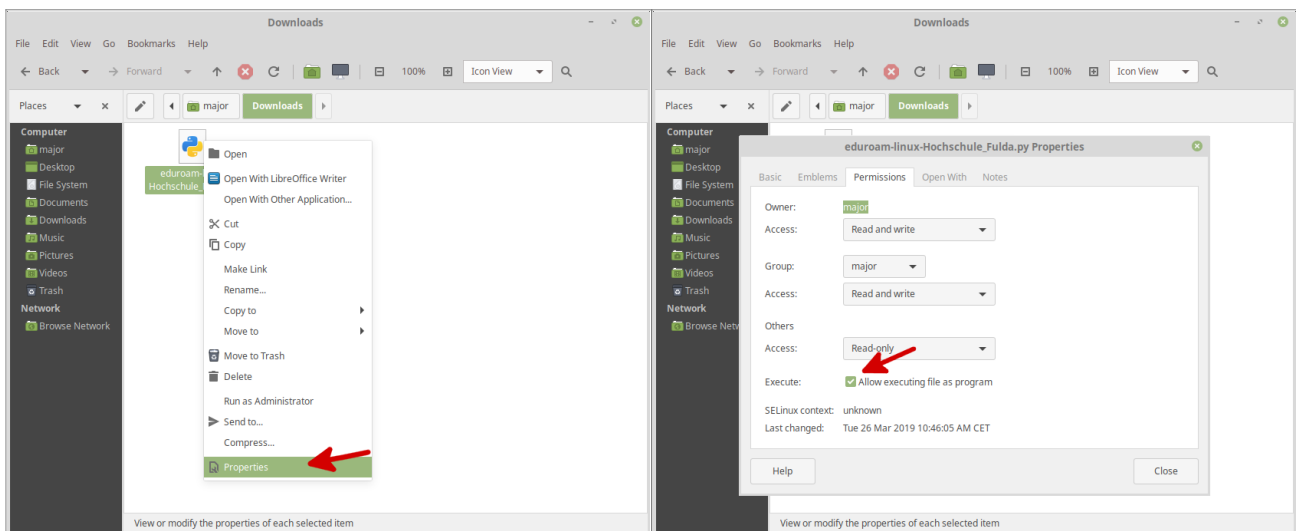 Downloads
File Edit View Go Bookmarks Help
Back Forward 100% Icon View
Places major Downloads
Computer
major
Desktop
File System
Documents
Downloads
Music
Pictures
Videos
Trash
Network
Browse Network
eduroam-
Hochschule_
Open
Open With LibreOffice Writer
Open With Other Application...
Cut
Copy
Make Link
Rename...
Copy to
Move to
Move to Trash
Delete
Run as Administrator
Send to...
Compress...
Properties
View or modify the properties of each selected item
Downloads
File Edit View Go Bookmarks Help
Back Forward 100% Icon View
Places major Downloads
Computer
major
Desktop
File System
Documents
Downloads
Music
Pictures
Videos
Trash
Network
Browse Netw
eduroam-linux-Hochschule_Fulda.py Properties
Basic Emblems Permissions Open With Notes
Owner: major
Access: Read and write
Group: major
Access: Read and write
Others
Access: Read-only
Execute: Allow executing file as program
SELinux context: unknown
Last changed: Tue 26 Mar 2019 10:46:05 AM CET
Help Close
View or modify the properties of each selected item